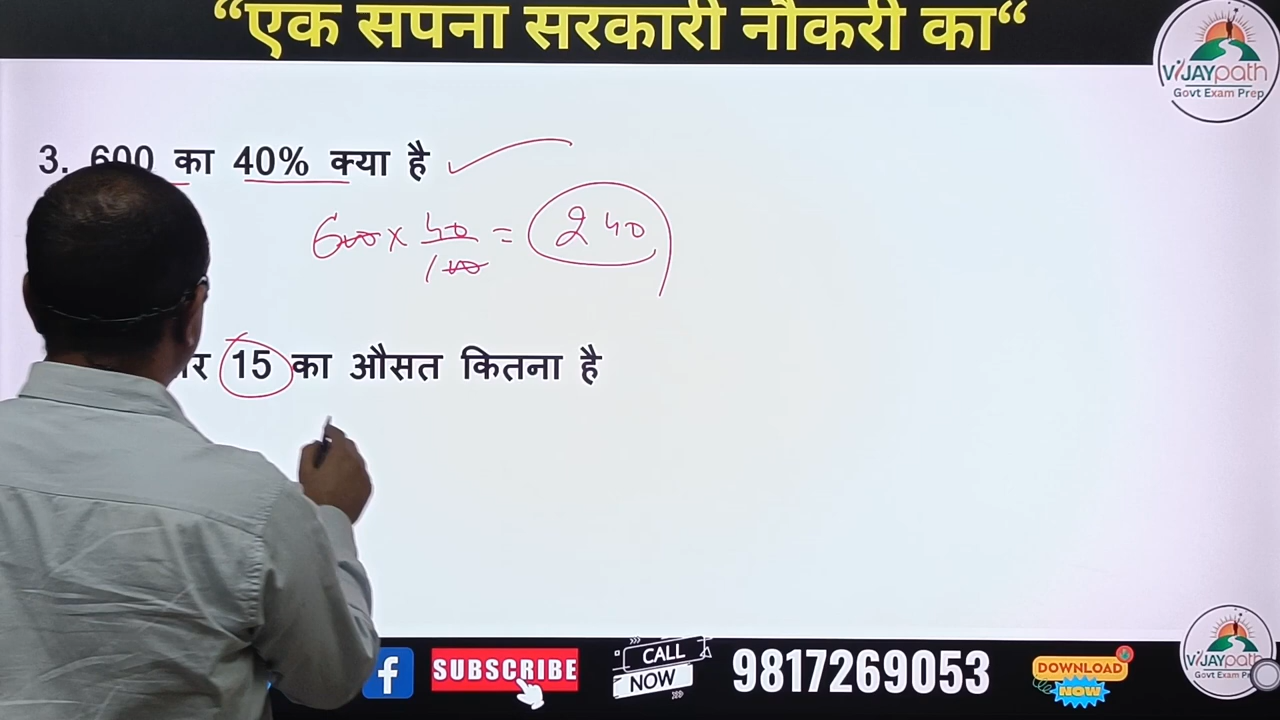 “एक सपना सरकारी नौकरी का“
VIJAYpath
Govt Exam Prep
3. 600 का 40% क्या है
600 × 40/100 = 240
15 का औसत कितना है
SUBSCRIBE
CALL
NOW
9817269053
DOWNLOAD
NOW
VIJAYpath
Govt Exam